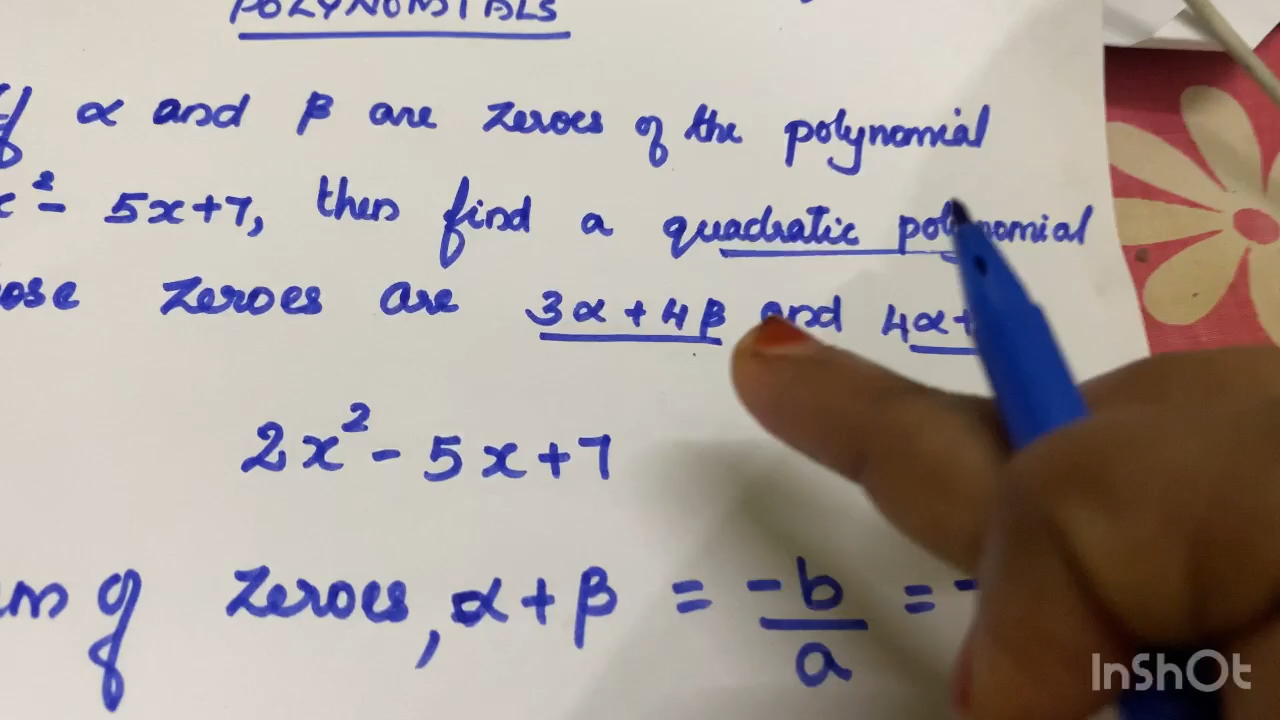 POLYNOMIALS
If α and β are zeroes of the polynomial
x² - 5x+7, then find a quadratic polynomial
ose zeroes are 3α + 4β and 4α+
2x² - 5x+7
of zeroes, α + β = -b/a = -
InShOt